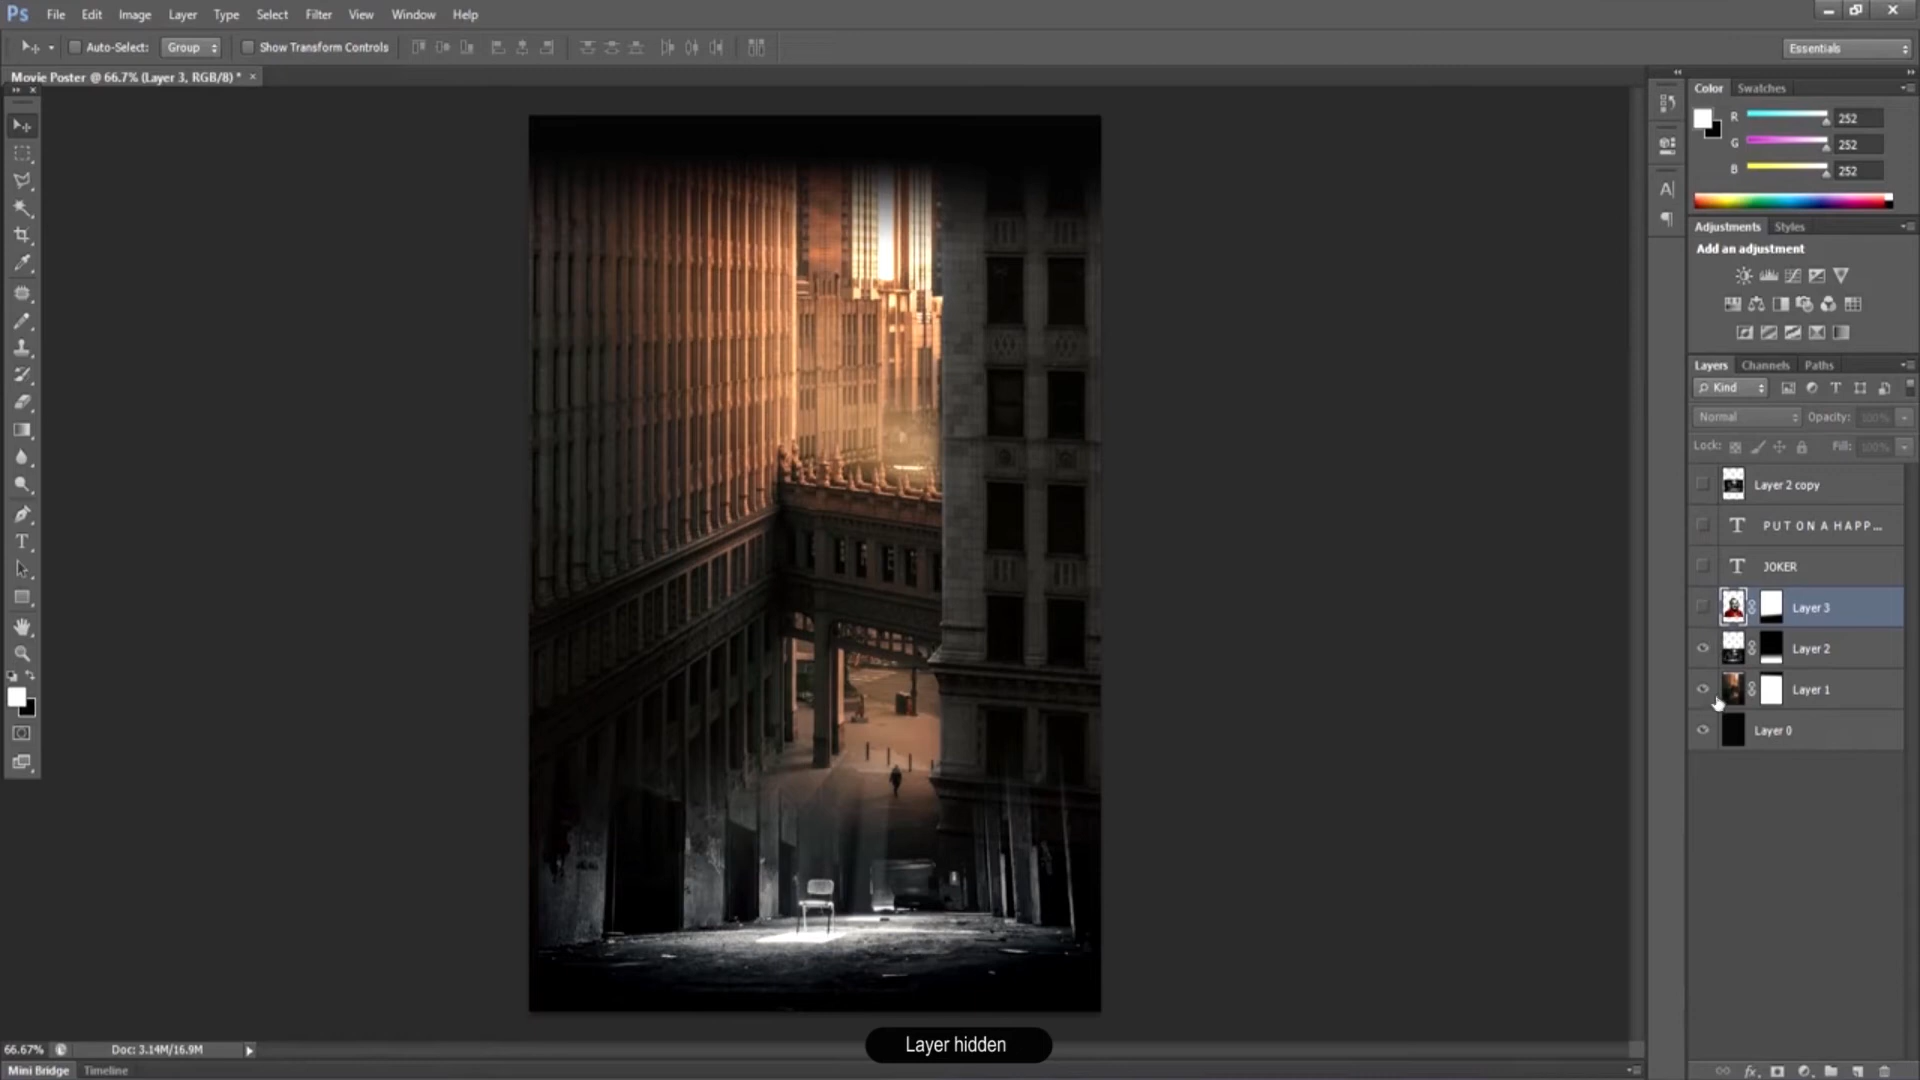 Ps File Edit Image Layer Type Select Filter View Window Help
Auto-Select: Group Show Transform Controls Essentials
Movie Poster @ 66.7% (Layer 3, RGB/8) * ×
Color Swatches
R 252
G 252
B 252
Adjustments Styles
Add an adjustment
Layers Channels Paths
Kind
Normal Opacity: 100%
Lock: Fill: 100%
Layer 2 copy
T P U T O N A H A P P ...
T JOKER
Layer 3
Layer 2
Layer 1
Layer 0
Layer hidden
66.67% Doc: 3.14M/16.9M
Mini Bridge Timeline
fx